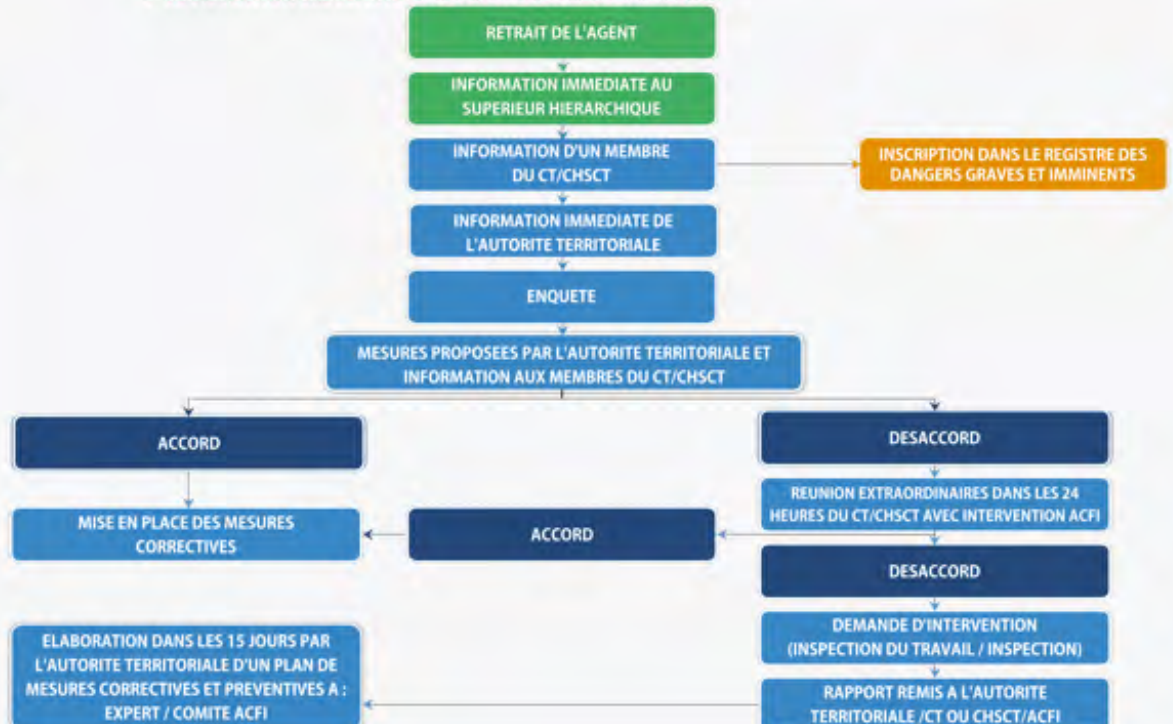 RETRAIT DE L'AGENT
INFORMATION IMMEDIATE AU
SUPERIEUR HIERARCHIQUE
INFORMATION D'UN MEMBRE
DU CT/CHSCT
INSCRIPTION DANS LE REGISTRE DES
DANGERS GRAVES ET IMMINENTS
INFORMATION IMMEDIATE DE
L'AUTORITE TERRITORIALE
ENQUETE
MESURES PROPOSEES PAR L'AUTORITE TERRITORIALE ET
INFORMATION AUX MEMBRES DU CT/CHSCT
ACCORD
DESACCORD
REUNION EXTRAORDINAIRES DANS LES 24
HEURES DU CT/CHSCT AVEC INTERVENTION ACFI
MISE EN PLACE DES MESURES
CORRECTIVES
ACCORD
DESACCORD
DEMANDE D'INTERVENTION
(INSPECTION DU TRAVAIL / INSPECTION)
ELABORATION DANS LES 15 JOURS PAR
L'AUTORITE TERRITORIALE D'UN PLAN DE
MESURES CORRECTIVES ET PREVENTIVES A :
EXPERT / COMITE ACFI
RAPPORT REMIS A L'AUTORITE
TERRITORIALE /CT OU CHSCT/ACFI